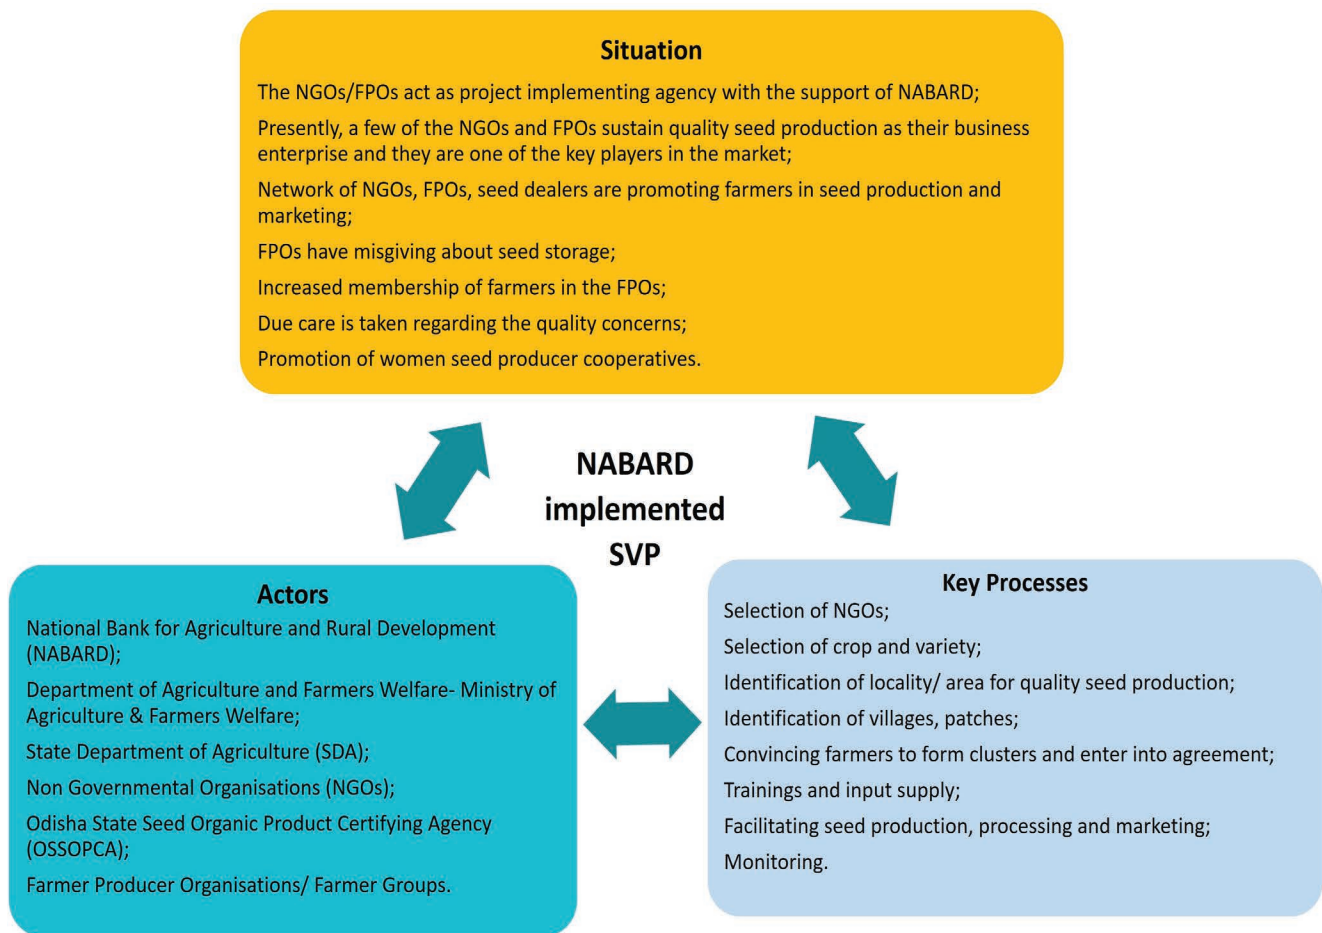 Situation
The NGOs/FPOs act as project implementing agency with the support of NABARD;
Presently, a few of the NGOs and FPOs sustain quality seed production as their business
enterprise and they are one of the key players in the market;
Network of NGOs, FPOs, seed dealers are promoting farmers in seed production and
marketing;
FPOs have misgiving about seed storage;
Increased membership of farmers in the FPOs;
Due care is taken regarding the quality concerns;
Promotion of women seed producer cooperatives.
NABARD
implemented
SVP
Actors
National Bank for Agriculture and Rural Development
(NABARD);
Department of Agriculture and Farmers Welfare- Ministry of
Agriculture & Farmers Welfare;
State Department of Agriculture (SDA);
Non Governmental Organisations (NGOs);
Odisha State Seed Organic Product Certifying Agency
(OSSOPCA);
Farmer Producer Organisations/ Farmer Groups.
Key Processes
Selection of NGOs;
Selection of crop and variety;
Identification of locality/ area for quality seed production;
Identification of villages, patches;
Convincing farmers to form clusters and enter into agreement;
Trainings and input supply;
Facilitating seed production, processing and marketing;
Monitoring.